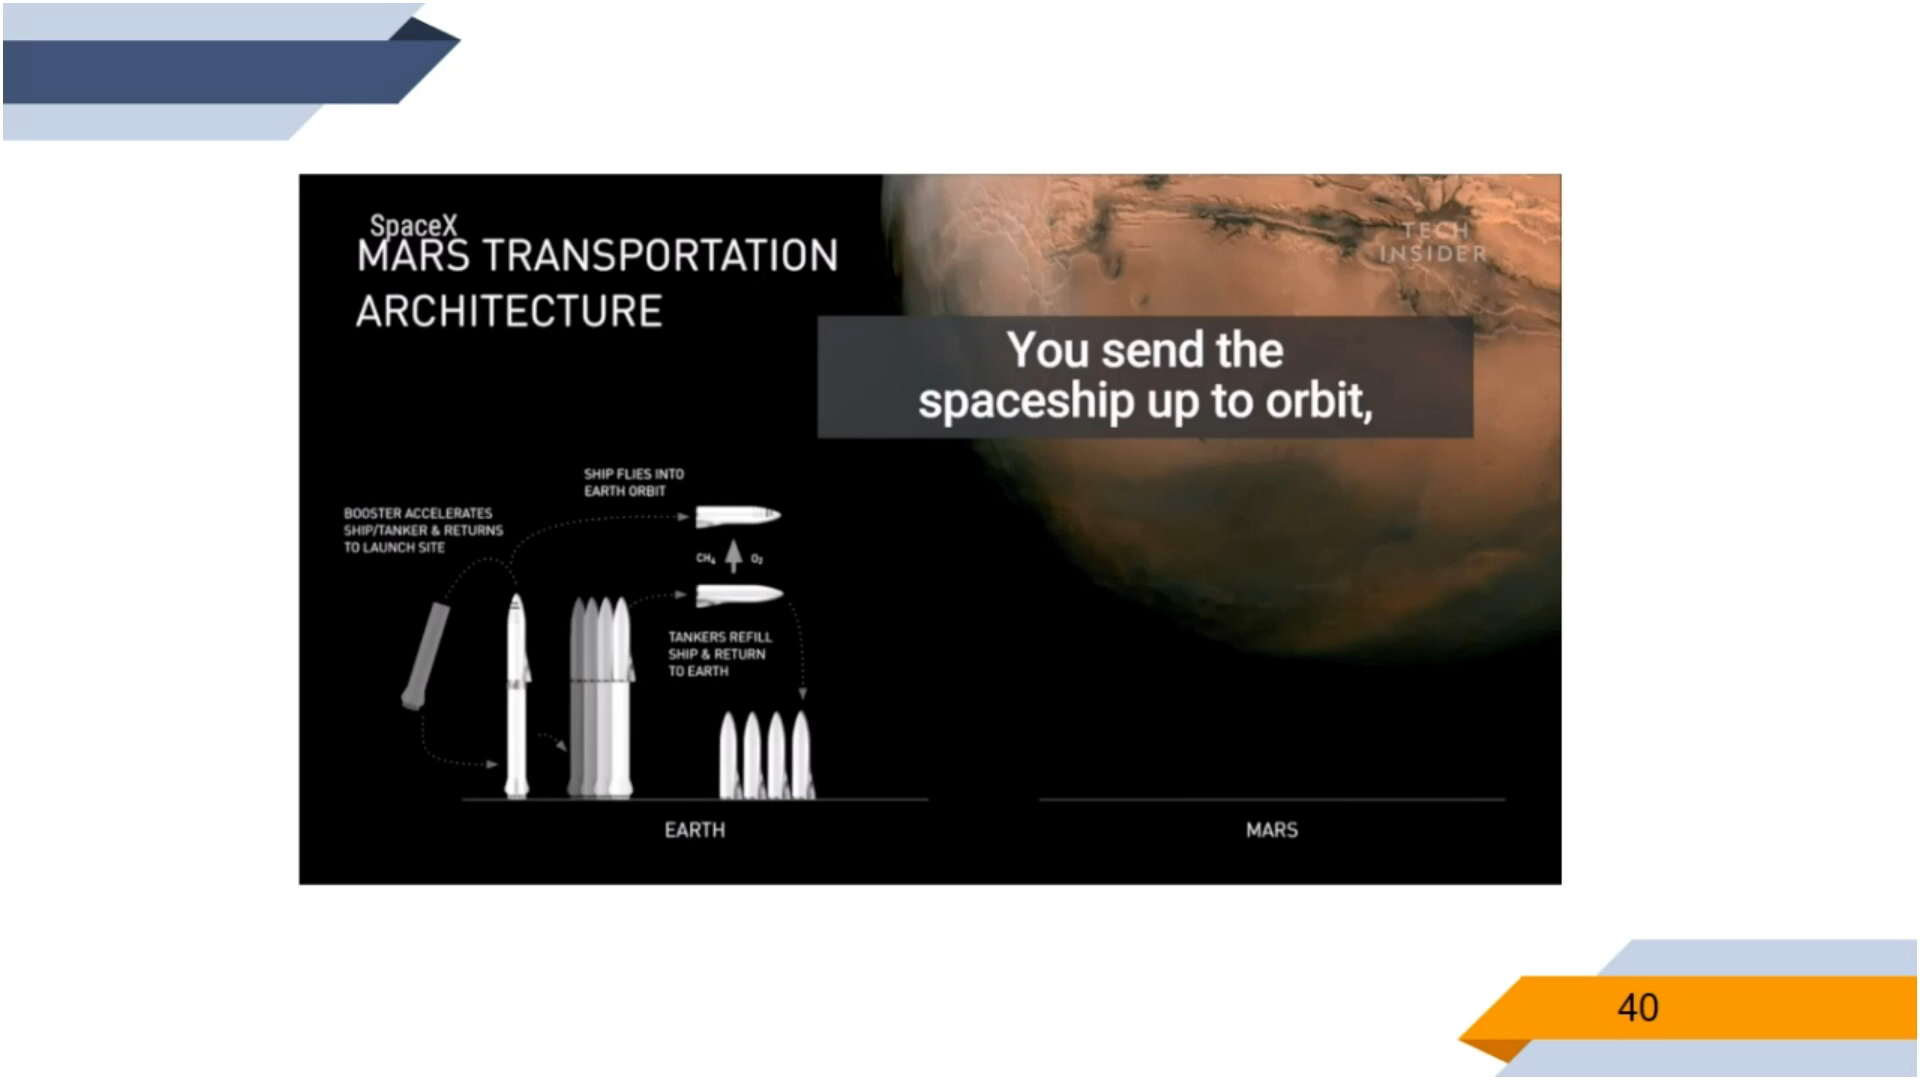 SpaceX
MARS TRANSPORTATION
ARCHITECTURE
TECH
INSIDER
You send the
spaceship up to orbit,
SHIP FLIES INTO
EARTH ORBIT
BOOSTER ACCELERATES
SHIP/TANKER & RETURNS
TO LAUNCH SITE
CH₄ O₂
TANKERS REFILL
SHIP & RETURN
TO EARTH
EARTH
MARS
40